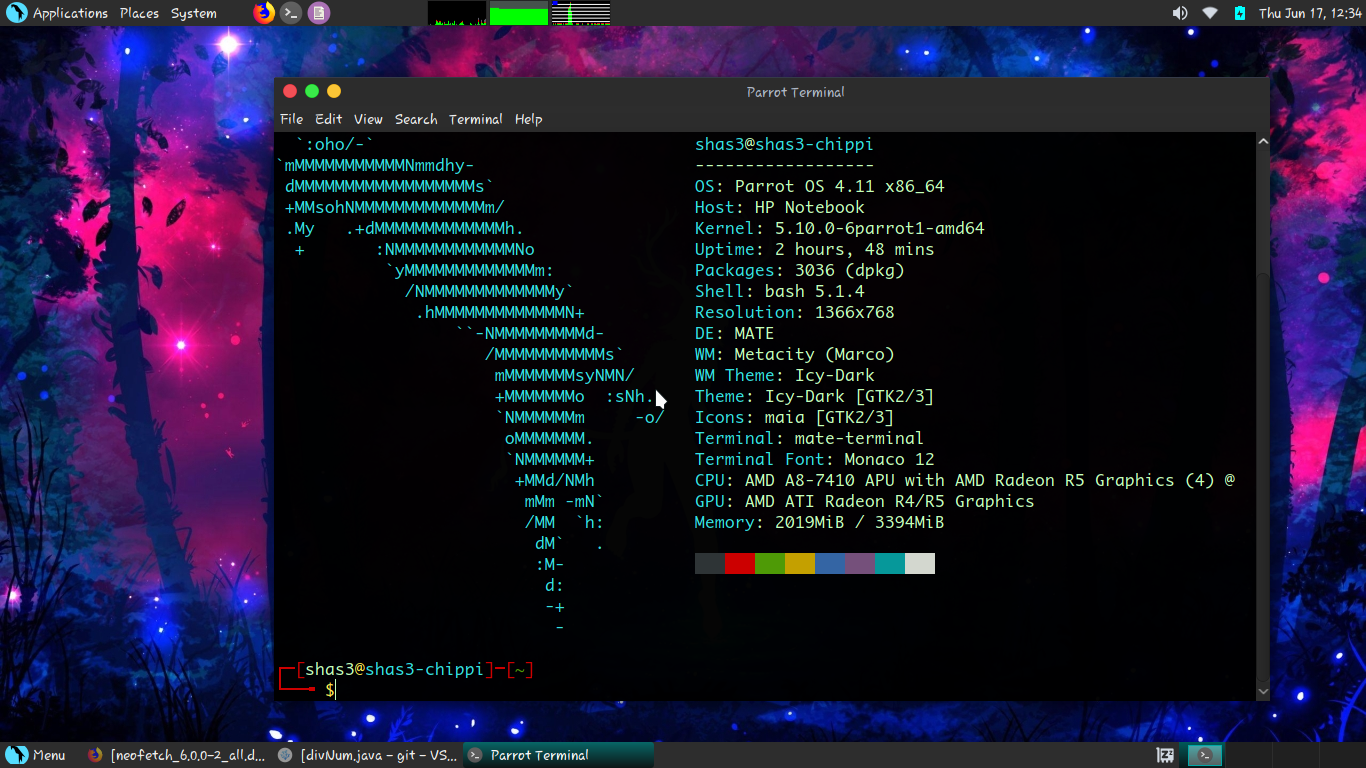 Applications Places System
Thu Jun 17, 12:34
Parrot Terminal
File Edit View Search Terminal Help
`:oho/-`
`mMMMMMMMMMMMNmmdhy-
dMMMMMMMMMMMMMMMMMMs`
+MMsohNMMMMMMMMMMMMMm/
.My   .+dMMMMMMMMMMMMMh.
+       :NMMMMMMMMMMMMNo
`yMMMMMMMMMMMMMm:
/NMMMMMMMMMMMMMy`
.hMMMMMMMMMMMMMN+
``-NMMMMMMMMMd-
/MMMMMMMMMMMs`
mMMMMMMMsyNMN/
+MMMMMMMo  :sNh.
`NMMMMMMm     -o/
oMMMMMMM.
`NMMMMMM+
+MMd/NMh
mMm -mN`
/MM  `h:
dM`   .
:M-
d:
-+
-
shas3@shas3-chippi
------------------
OS: Parrot OS 4.11 x86_64
Host: HP Notebook
Kernel: 5.10.0-6parrot1-amd64
Uptime: 2 hours, 48 mins
Packages: 3036 (dpkg)
Shell: bash 5.1.4
Resolution: 1366x768
DE: MATE
WM: Metacity (Marco)
WM Theme: Icy-Dark
Theme: Icy-Dark [GTK2/3]
Icons: maia [GTK2/3]
Terminal: mate-terminal
Terminal Font: Monaco 12
CPU: AMD A8-7410 APU with AMD Radeon R5 Graphics (4) @
GPU: AMD ATI Radeon R4/R5 Graphics
Memory: 2019MiB / 3394MiB
[shas3@shas3-chippi]─[~]
$
Menu [neofetch_6.0.0-2_all.d... [divNum.java - git - VS... Parrot Terminal